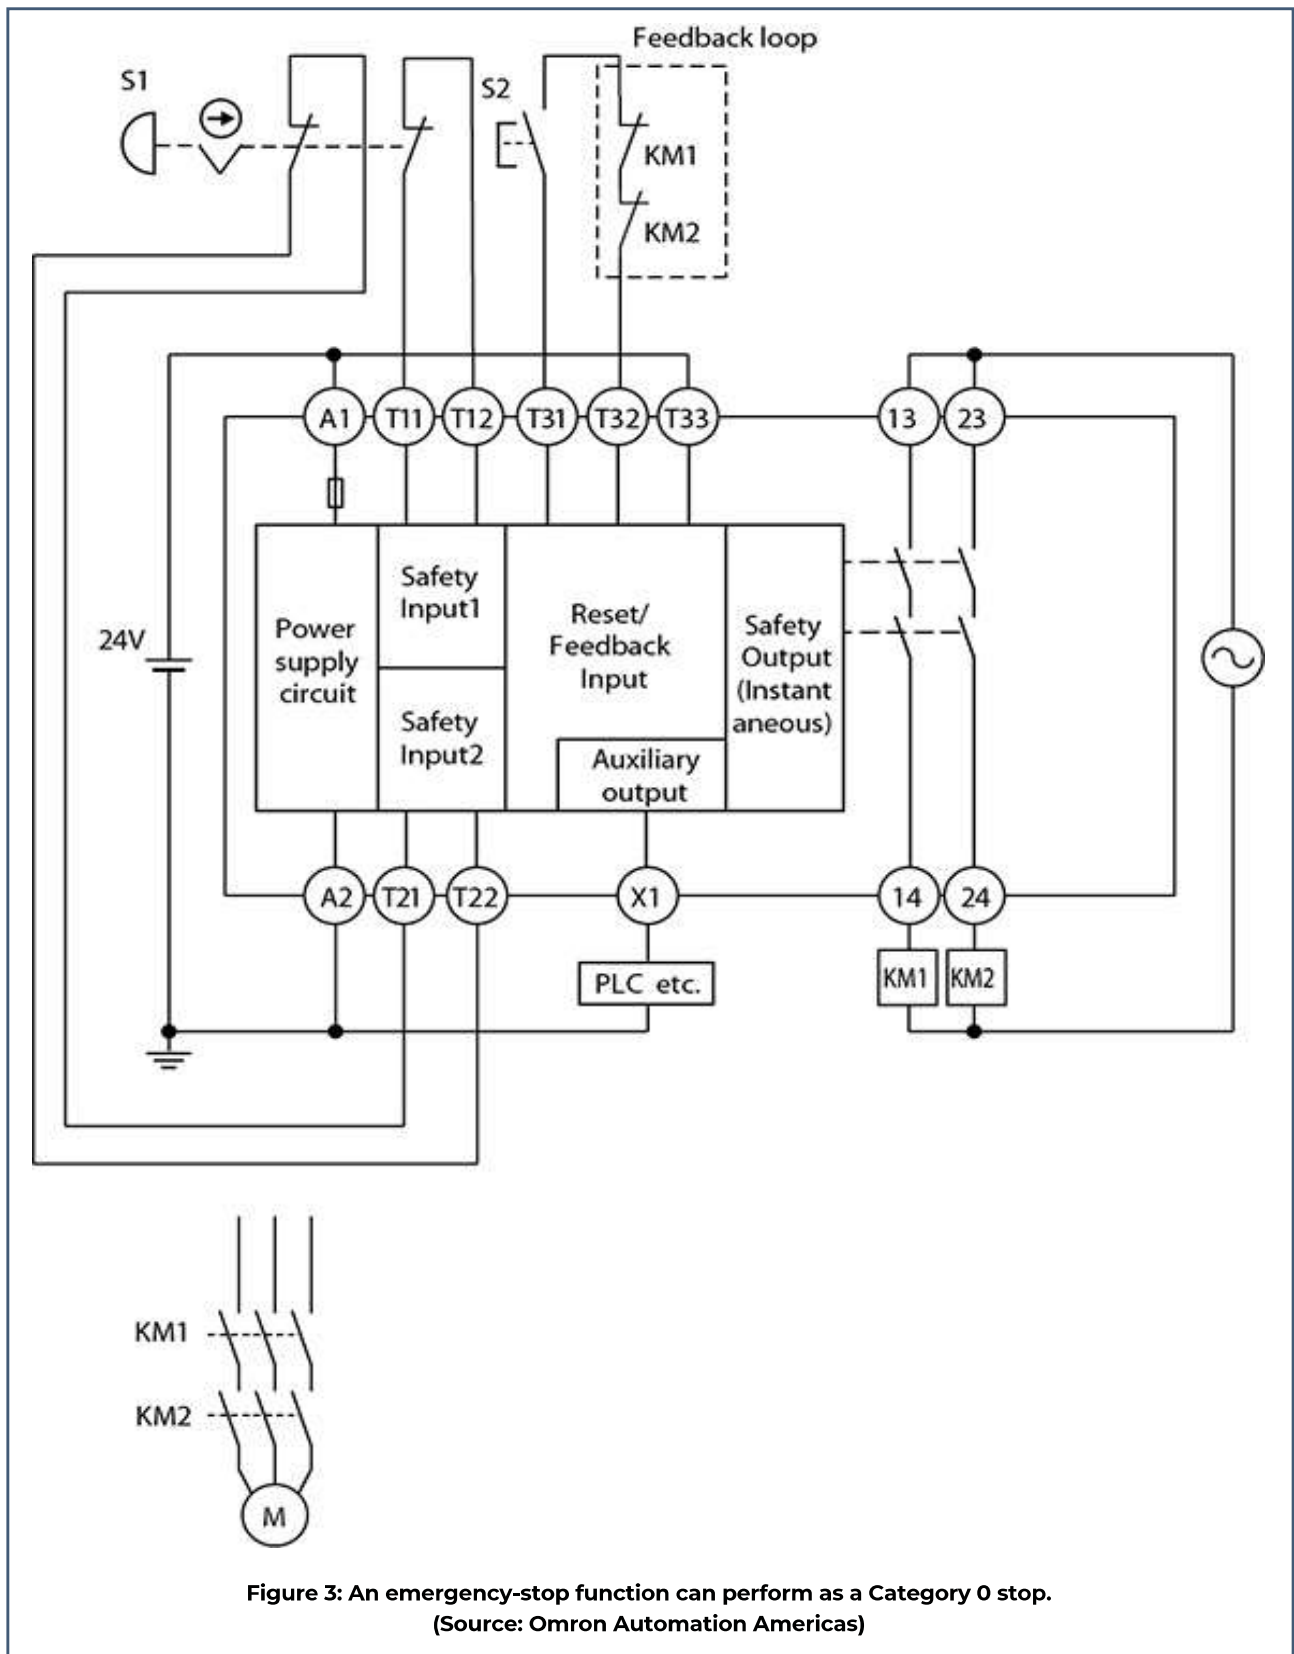 Feedback loop
S1
S2
KM1
KM2
A1
T11
T12
T31
T32
T33
13
23
24V
Power
supply
circuit
Safety
Input1
Safety
Input2
Reset/
Feedback
Input
Auxiliary
output
Safety
Output
(Instant
aneous)
A2
T21
T22
X1
14
24
PLC etc.
KM1
KM2
KM1
KM2
M
Figure 3: An emergency-stop function can perform as a Category 0 stop.
(Source: Omron Automation Americas)